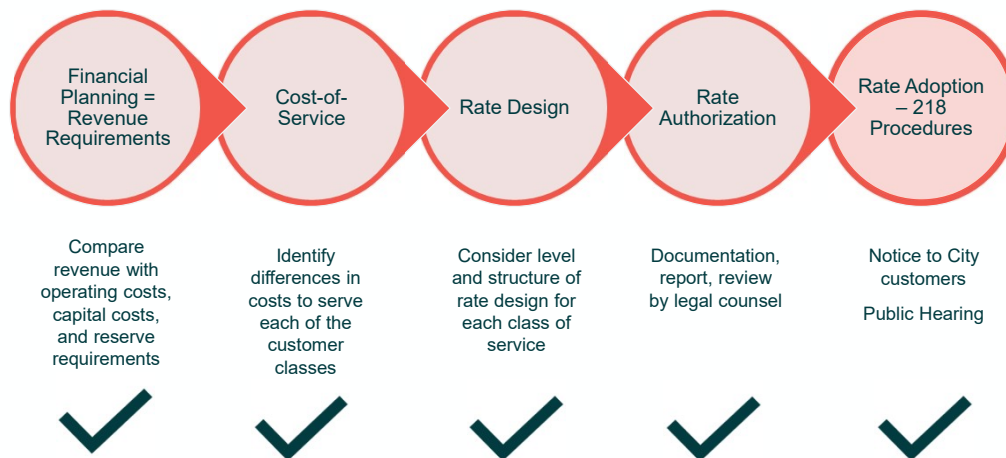 Financial
Planning =
Revenue
Requirements
Cost-of-
Service
Rate Design
Rate
Authorization
Rate Adoption
– 218
Procedures
Compare
revenue with
operating costs,
capital costs,
and reserve
requirements
Identify
differences in
costs to serve
each of the
customer
classes
Consider level
and structure of
rate design for
each class of
service
Documentation,
report, review
by legal counsel
Notice to City
customers
Public Hearing